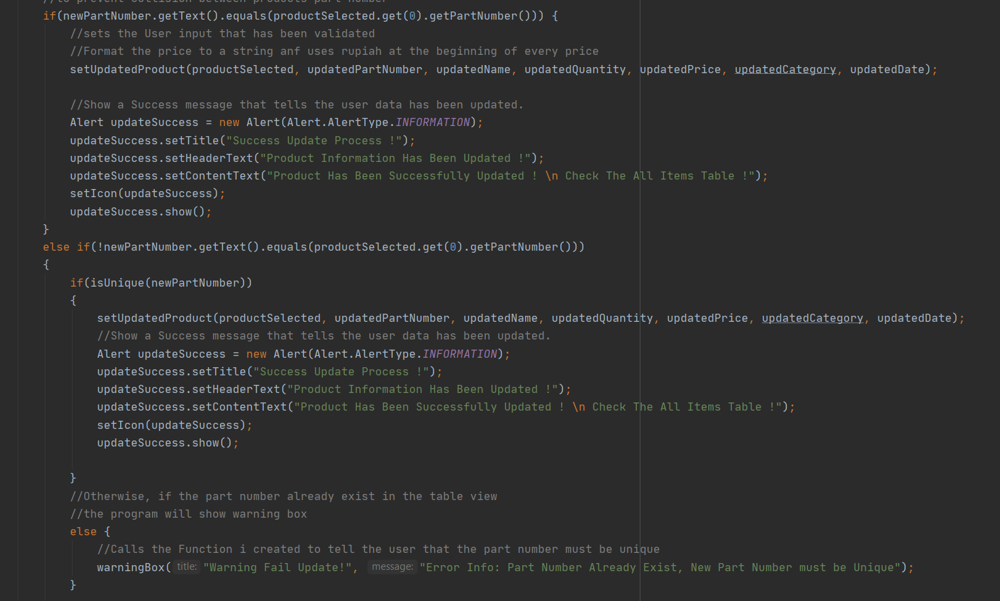 //to prevent collision between products part number
if(newPartNumber.getText().equals(productSelected.get(0).getPartNumber())) {
//sets the User input that has been validated
//Format the price to a string anf uses rupiah at the beginning of every price
setUpdatedProduct(productSelected, updatedPartNumber, updatedName, updatedQuantity, updatedPrice, updatedCategory, updatedDate);
//Show a Success message that tells the user data has been updated.
Alert updateSuccess = new Alert(Alert.AlertType.INFORMATION);
updateSuccess.setTitle("Success Update Process !");
updateSuccess.setHeaderText("Product Information Has Been Updated !");
updateSuccess.setContentText("Product Has Been Successfully Updated ! \n Check The All Items Table !");
setIcon(updateSuccess);
updateSuccess.show();
}
else if(!newPartNumber.getText().equals(productSelected.get(0).getPartNumber()))
{
if(isUnique(newPartNumber))
{
setUpdatedProduct(productSelected, updatedPartNumber, updatedName, updatedQuantity, updatedPrice, updatedCategory, updatedDate);
//Show a Success message that tells the user data has been updated.
Alert updateSuccess = new Alert(Alert.AlertType.INFORMATION);
updateSuccess.setTitle("Success Update Process !");
updateSuccess.setHeaderText("Product Information Has Been Updated !");
updateSuccess.setContentText("Product Has Been Successfully Updated ! \n Check The All Items Table !");
setIcon(updateSuccess);
updateSuccess.show();
}
//Otherwise, if the part number already exist in the table view
//the program will show warning box
else {
//Calls the Function i created to tell the user that the part number must be unique
warningBox( title: "Warning Fail Update!", message: "Error Info: Part Number Already Exist, New Part Number must be Unique");
}